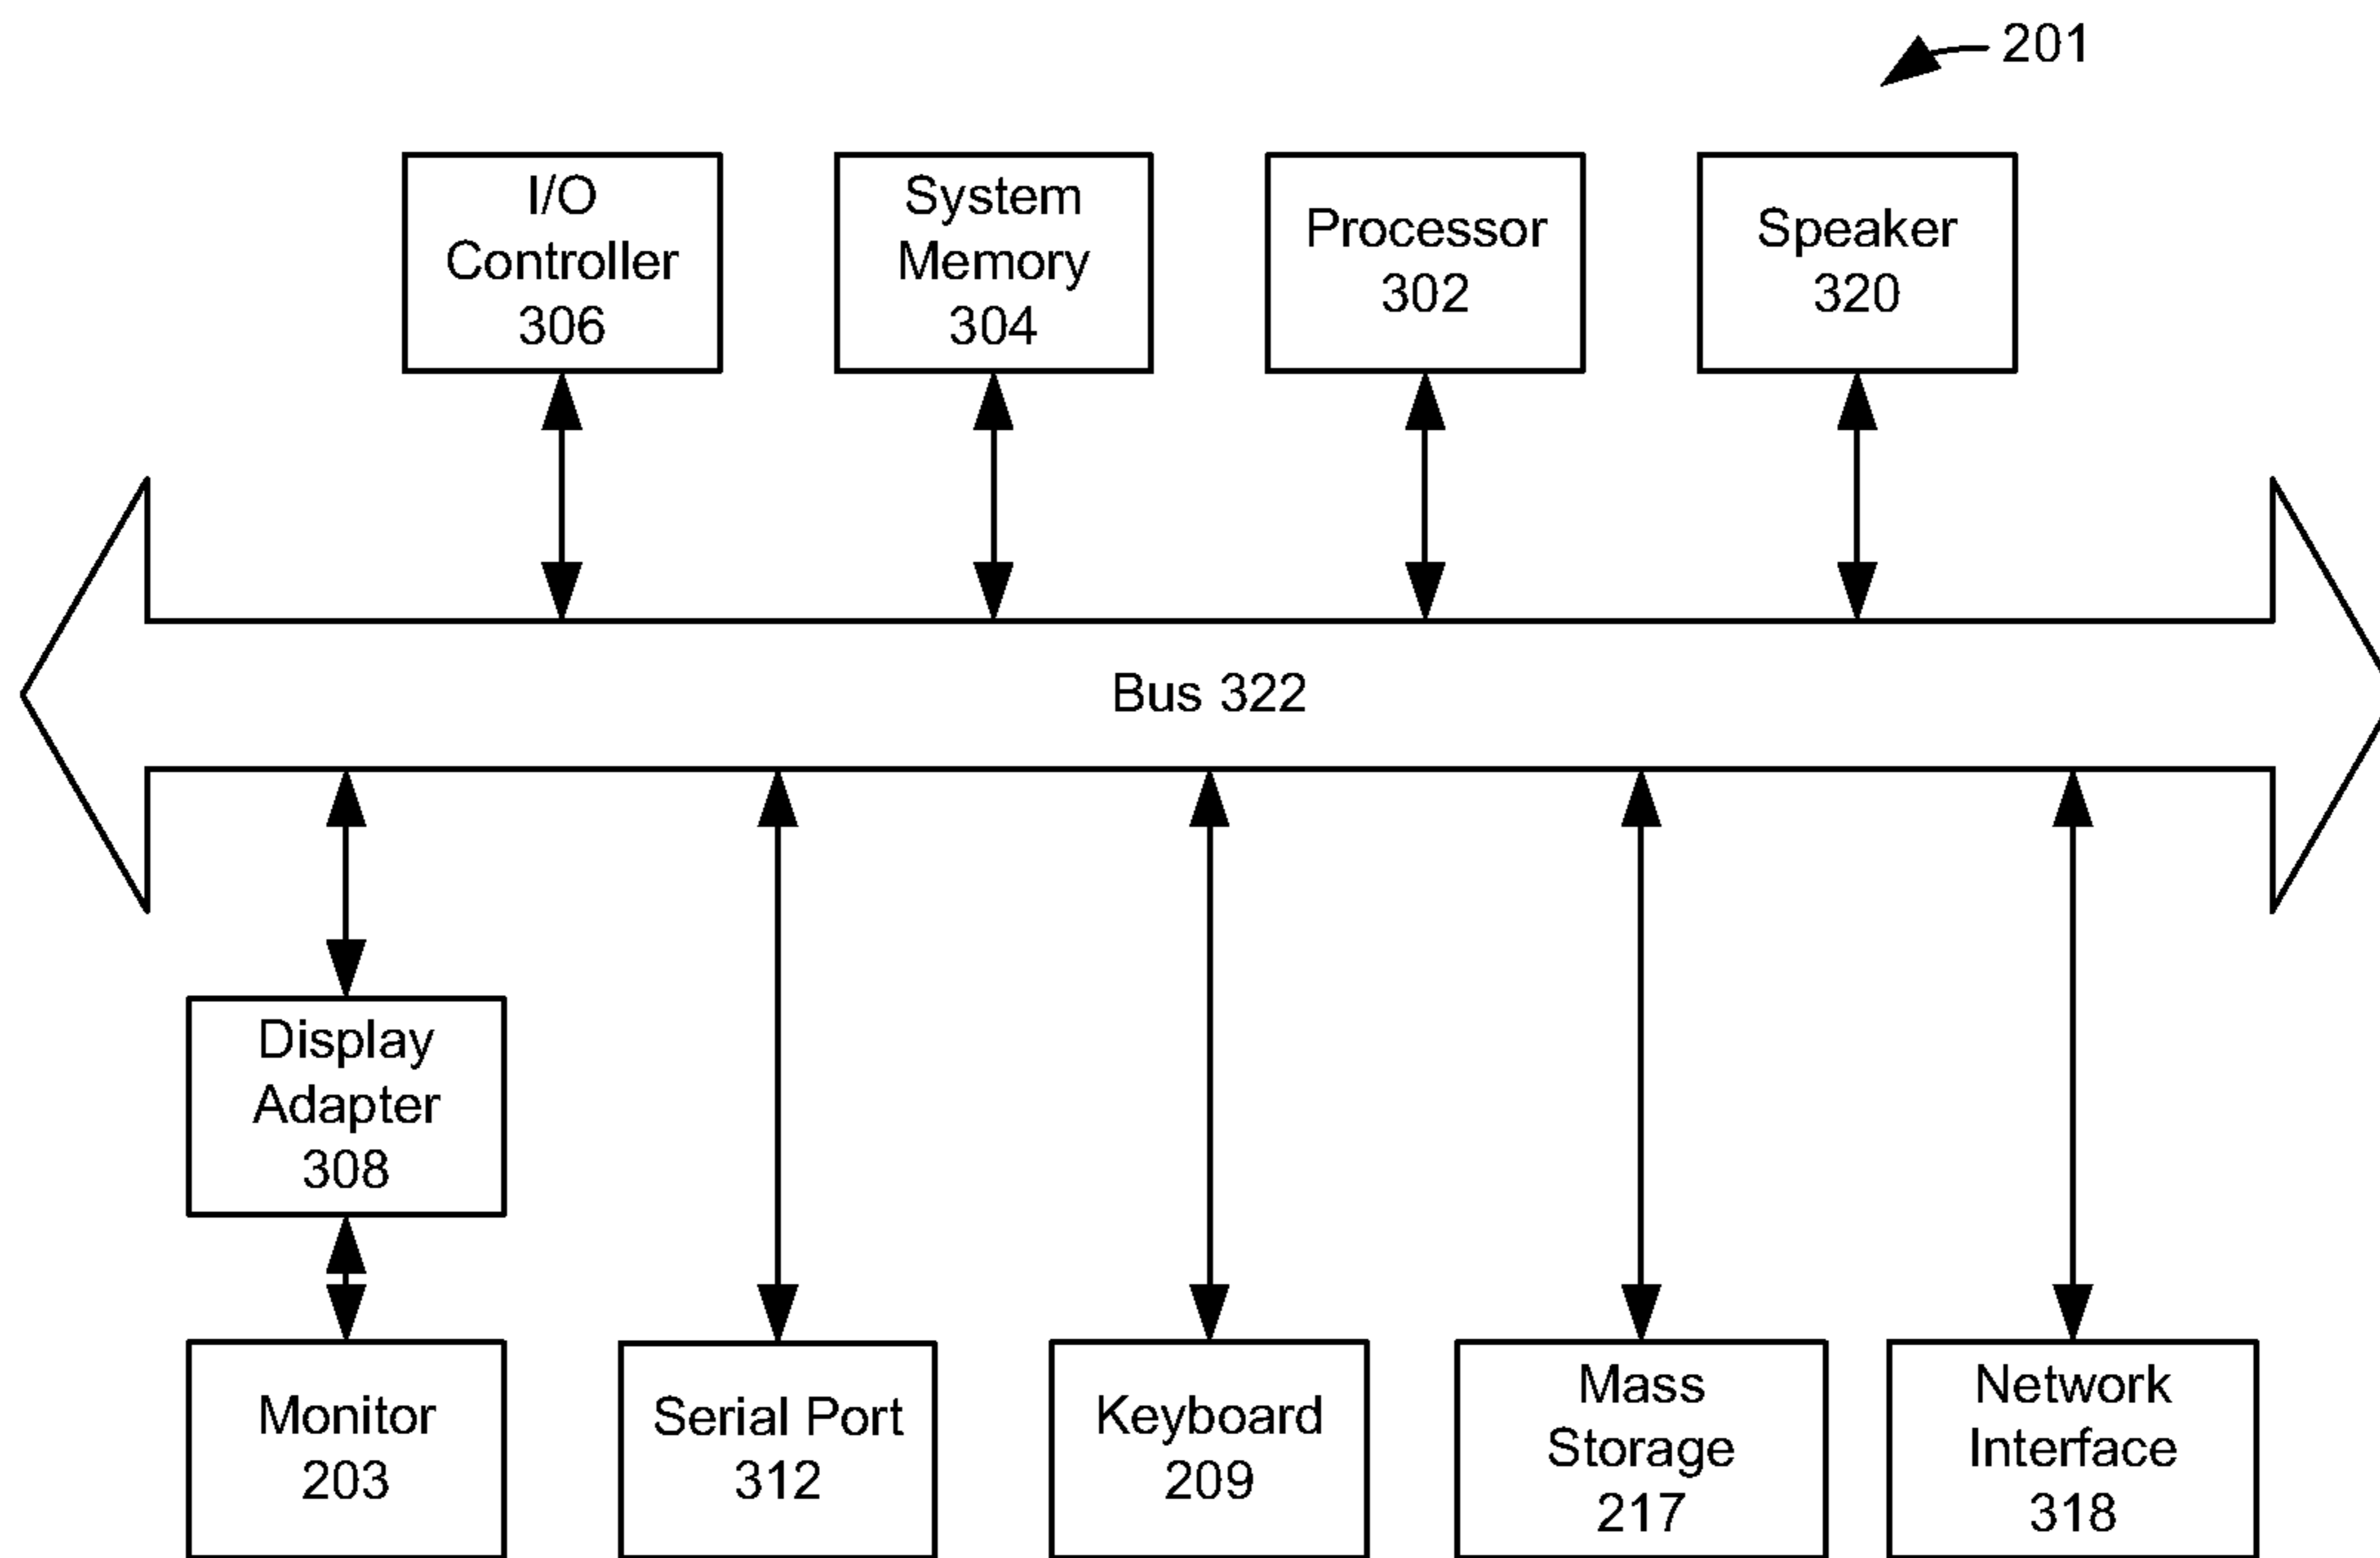 201
I/O
Controller
306
System
Memory
304
Processor
302
Speaker
320
Bus 322
Display
Adapter
308
Monitor
203
Serial Port
312
Keyboard
209
Mass
Storage
217
Network
Interface
318